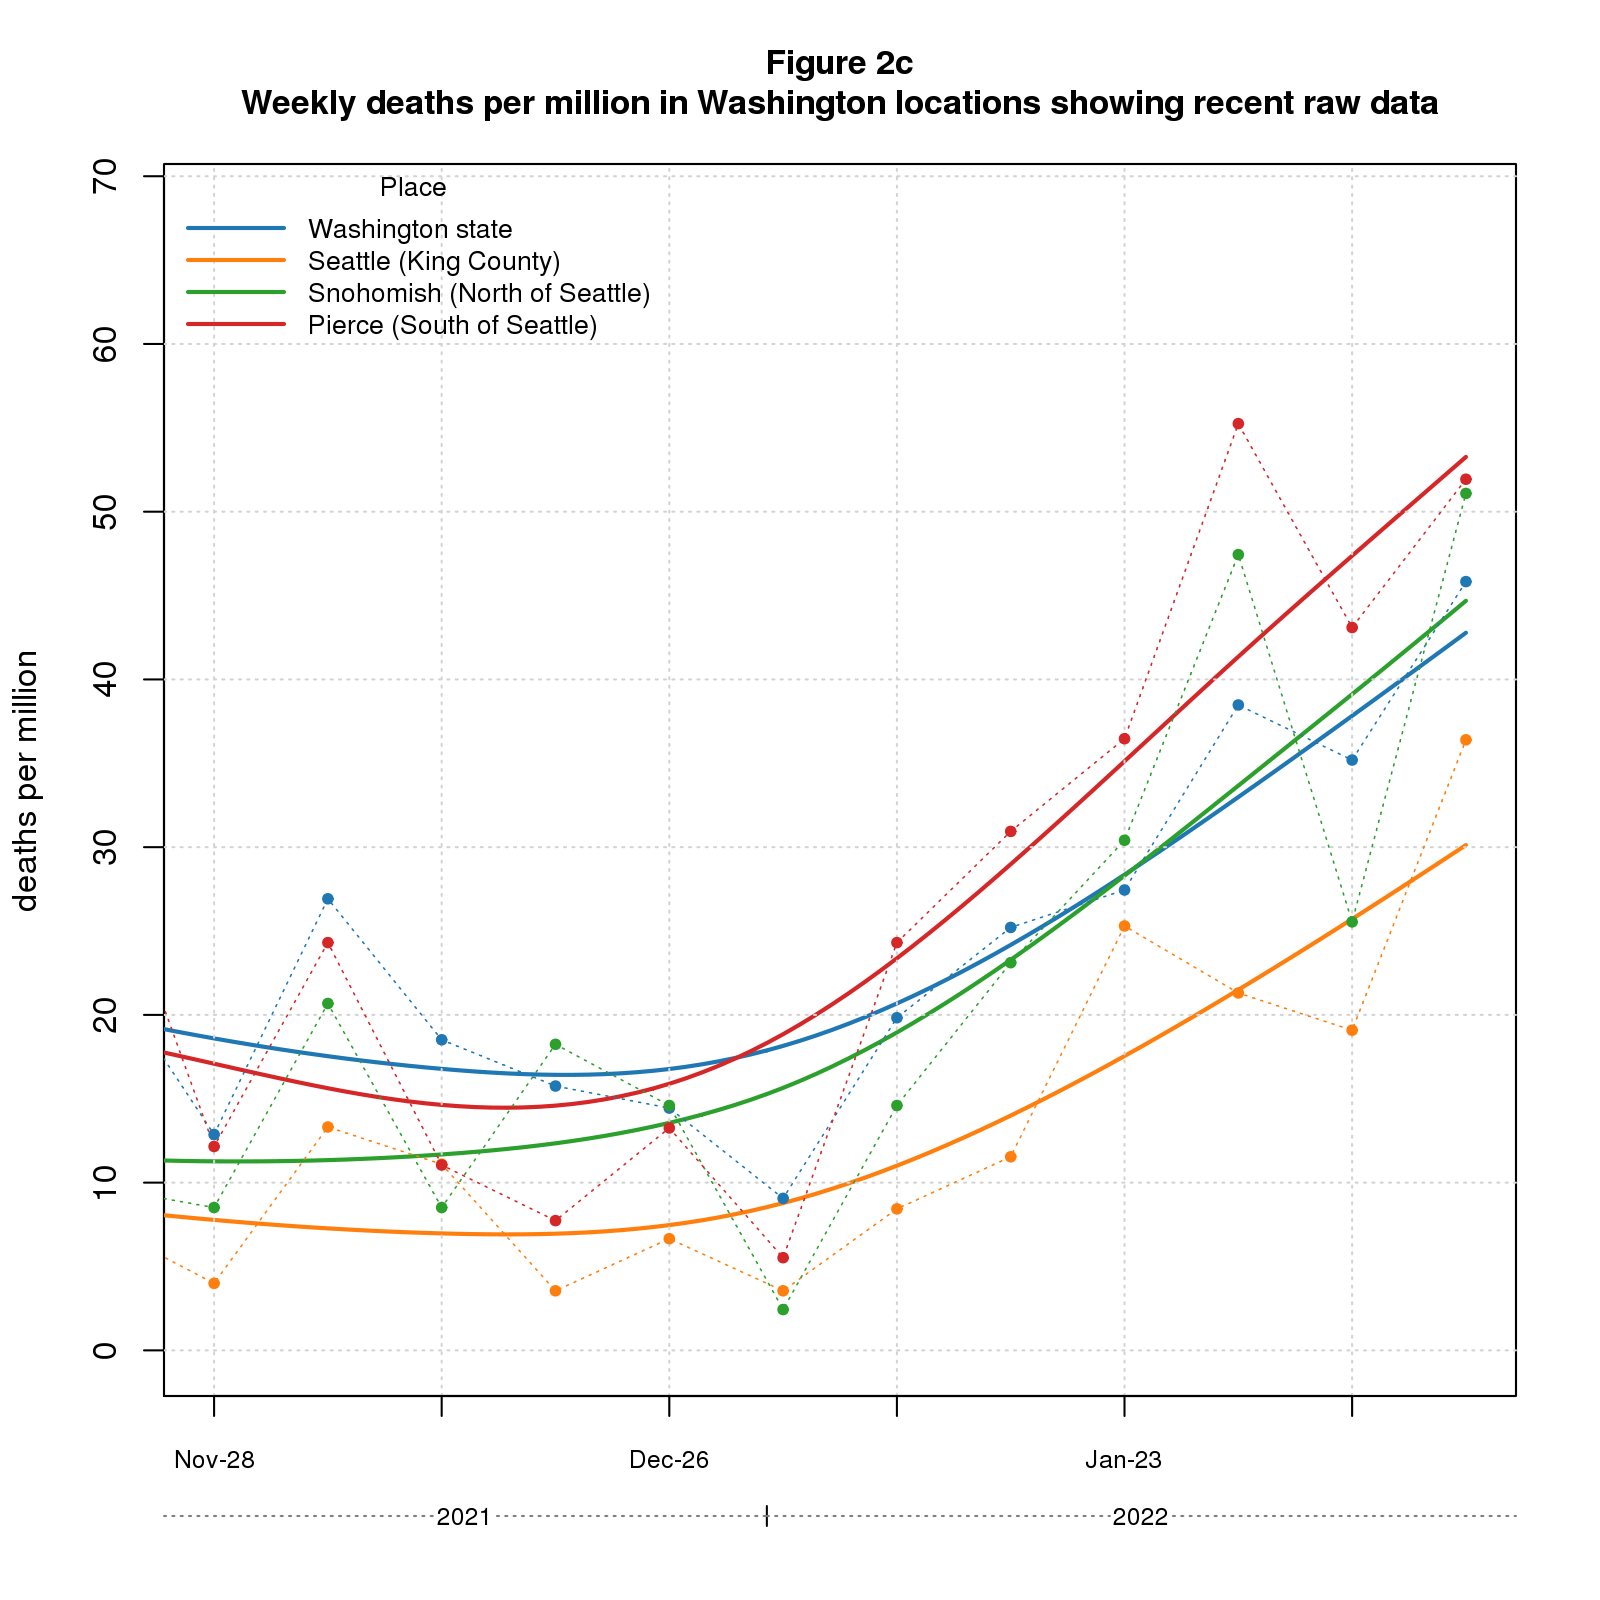 Figure 2c
Weekly deaths per million in Washington locations showing recent raw data
Place
Washington state
Seattle (King County)
Snohomish (North of Seattle)
Pierce (South of Seattle)
deaths per million
70
60
50
40
30
20
10
0
Nov-28 Dec-26 Jan-23
2021 2022